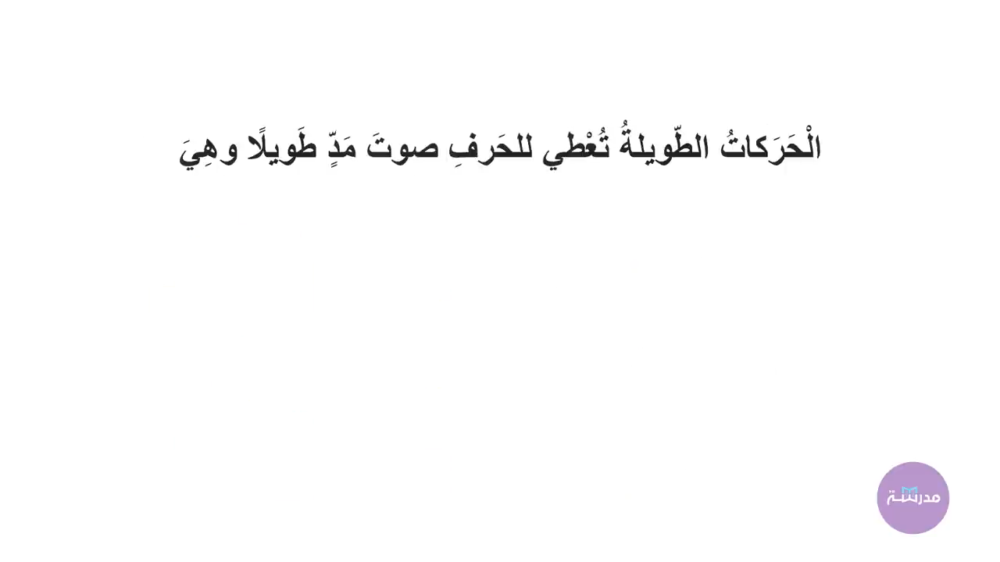 الْحَرَكاتُ الطّويلةُ تُعْطي للحَرفِ صوتَ مَدٍّ طَويلًا وهِيَ
مدرسة